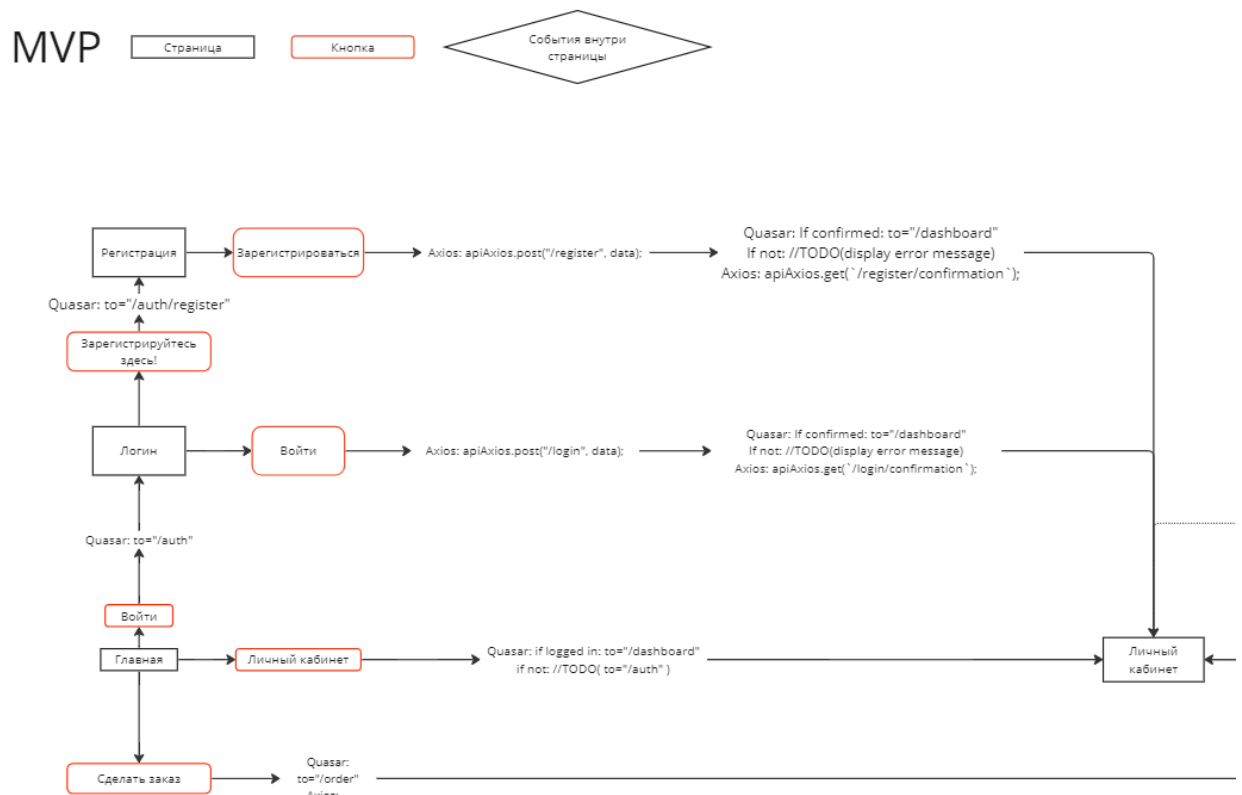 MVP
Страница
Кнопка
События внутри
страницы
Регистрация
Зарегистрироваться
Axios: apiAxios.post("/register", data);
Quasar: If confirmed: to="/dashboard"
If not: //TODO(display error message)
Axios: apiAxios.get(`/register/confirmation`);
Quasar: to="/auth/register"
Зарегистрируйтесь
здесь!
Логин
Войти
Axios: apiAxios.post("/login", data);
Quasar: If confirmed: to="/dashboard"
If not: //TODO(display error message)
Axios: apiAxios.get(`/login/confirmation`);
Quasar: to="/auth"
Войти
Главная
Личный кабинет
Quasar: if logged in: to="/dashboard"
if not: //TODO( to="/auth" )
Личный
кабинет
Сделать заказ
Quasar:
to="/order"
Axios: